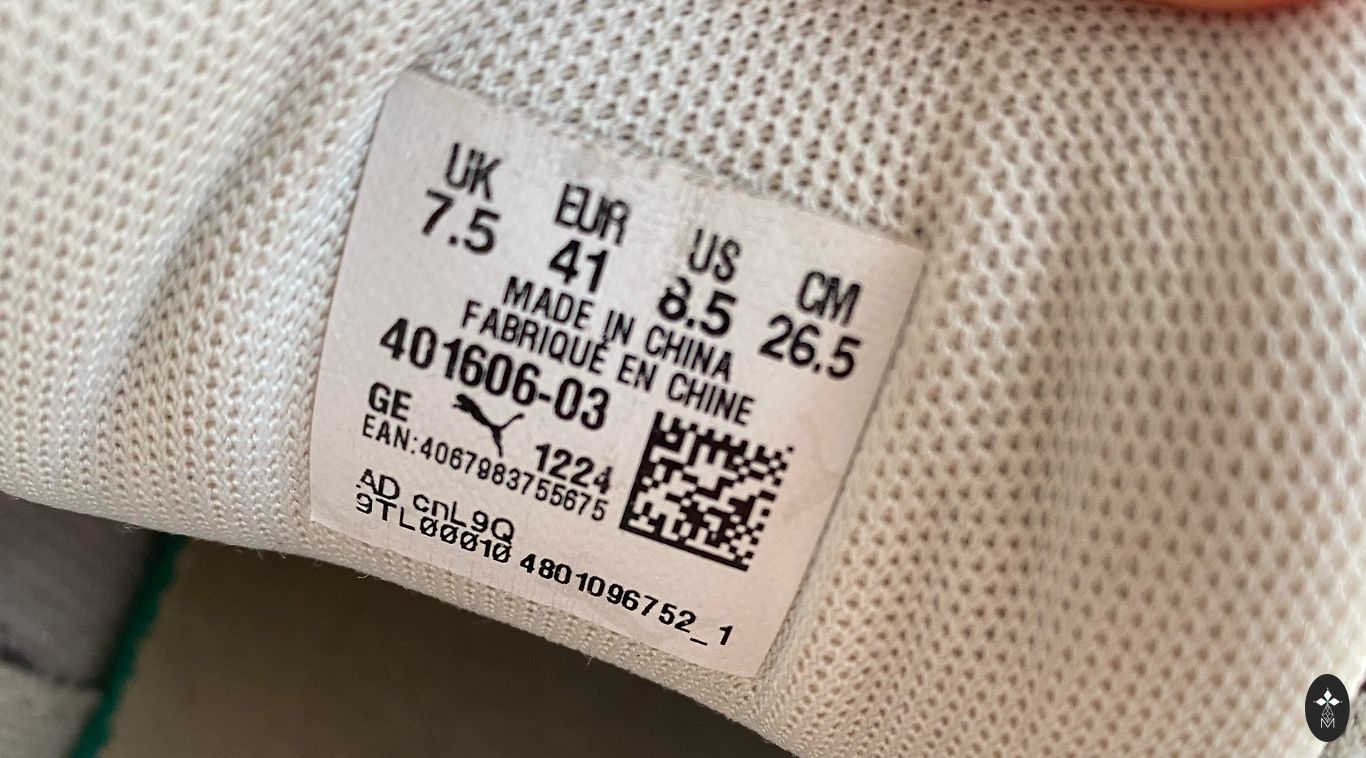 UK EUR US CM
7.5 41 8.5 26.5
MADE IN CHINA
FABRIQUÉ EN CHINE
401606-03
GE 1224
EAN:4067983755675
AD cnL9Q
9TL00010 4801096752_1
M